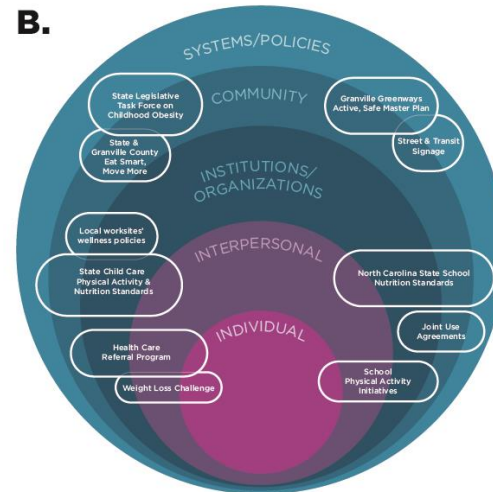 B.
SYSTEMS/POLICIES
State Legislative
Task Force on
Childhood Obesity
COMMUNITY
Granville Greenways
Active, Safe Master Plan
State &
Granville County
Eat Smart,
Move More
Street & Transit
Signage
INSTITUTIONS/
ORGANIZATIONS
Local worksites'
wellness policies
INTERPERSONAL
State Child Care
Physical Activity &
Nutrition Standards
North Carolina State School
Nutrition Standards
INDIVIDUAL
Joint Use
Agreements
Health Care
Referral Program
Weight Loss Challenge
School
Physical Activity
Initiatives